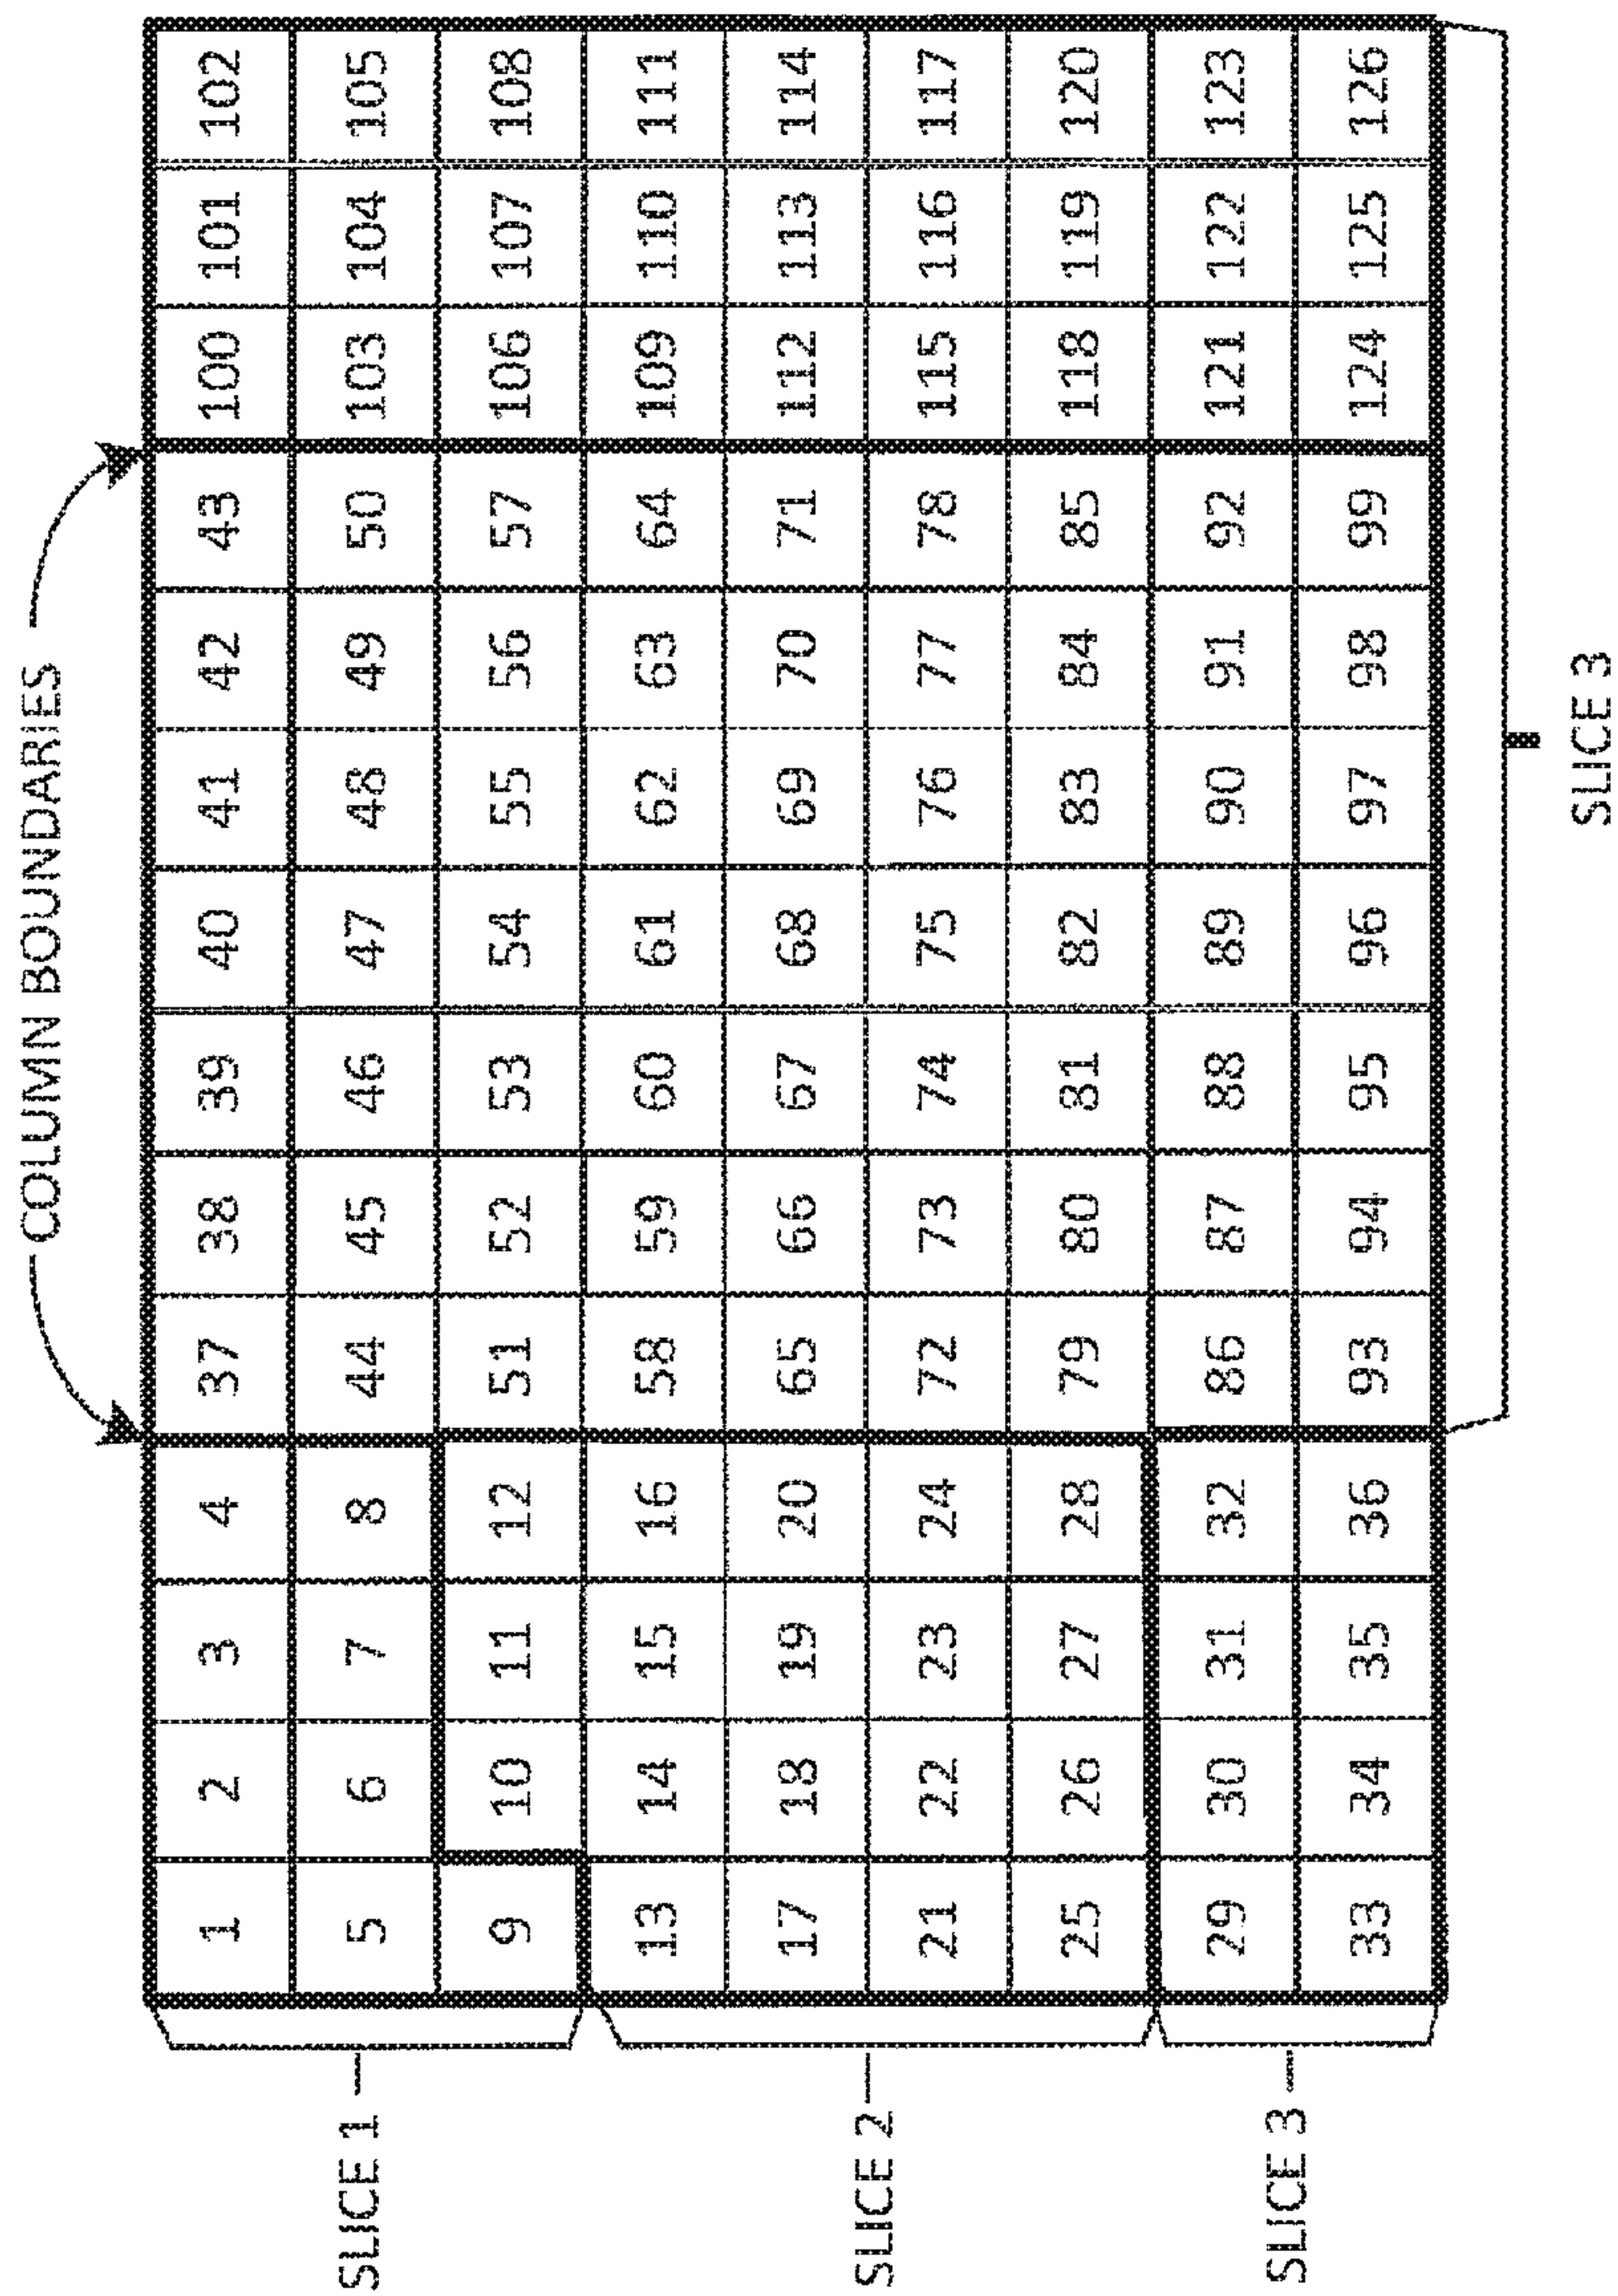 COLUMN BOUNDARIES
1 2 3 4 37 38 39 40 41 42 43 100 101 102
5 6 7 8 44 45 46 47 48 49 50 103 104 105
9 10 11 12 51 52 53 54 55 56 57 106 107 108
13 14 15 16 58 59 60 61 62 63 64 109 110 111
17 18 19 20 65 66 67 68 69 70 71 112 113 114
21 22 23 24 72 73 74 75 76 77 78 115 116 117
25 26 27 28 79 80 81 82 83 84 85 118 119 120
29 30 31 32 86 87 88 89 90 91 92 121 122 123
33 34 35 36 93 94 95 96 97 98 99 124 125 126
SLICE 1
SLICE 2
SLICE 3
SLICE 3